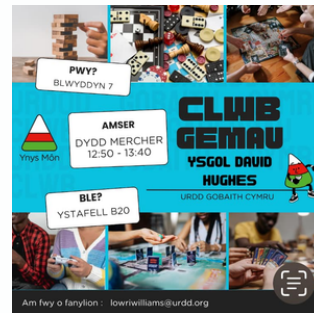 PWY?
BLWYDDYN 7
AMSER
DYDD MERCHER
12:50 - 13:40
Ynys Môn
BLE?
YSTAFELL B20
CLWB
GEMAU
YSGOL DAVID
HUGHES
URDD GOBAITH CYMRU
Am fwy o fanylion : lowriwilliams@urdd.org